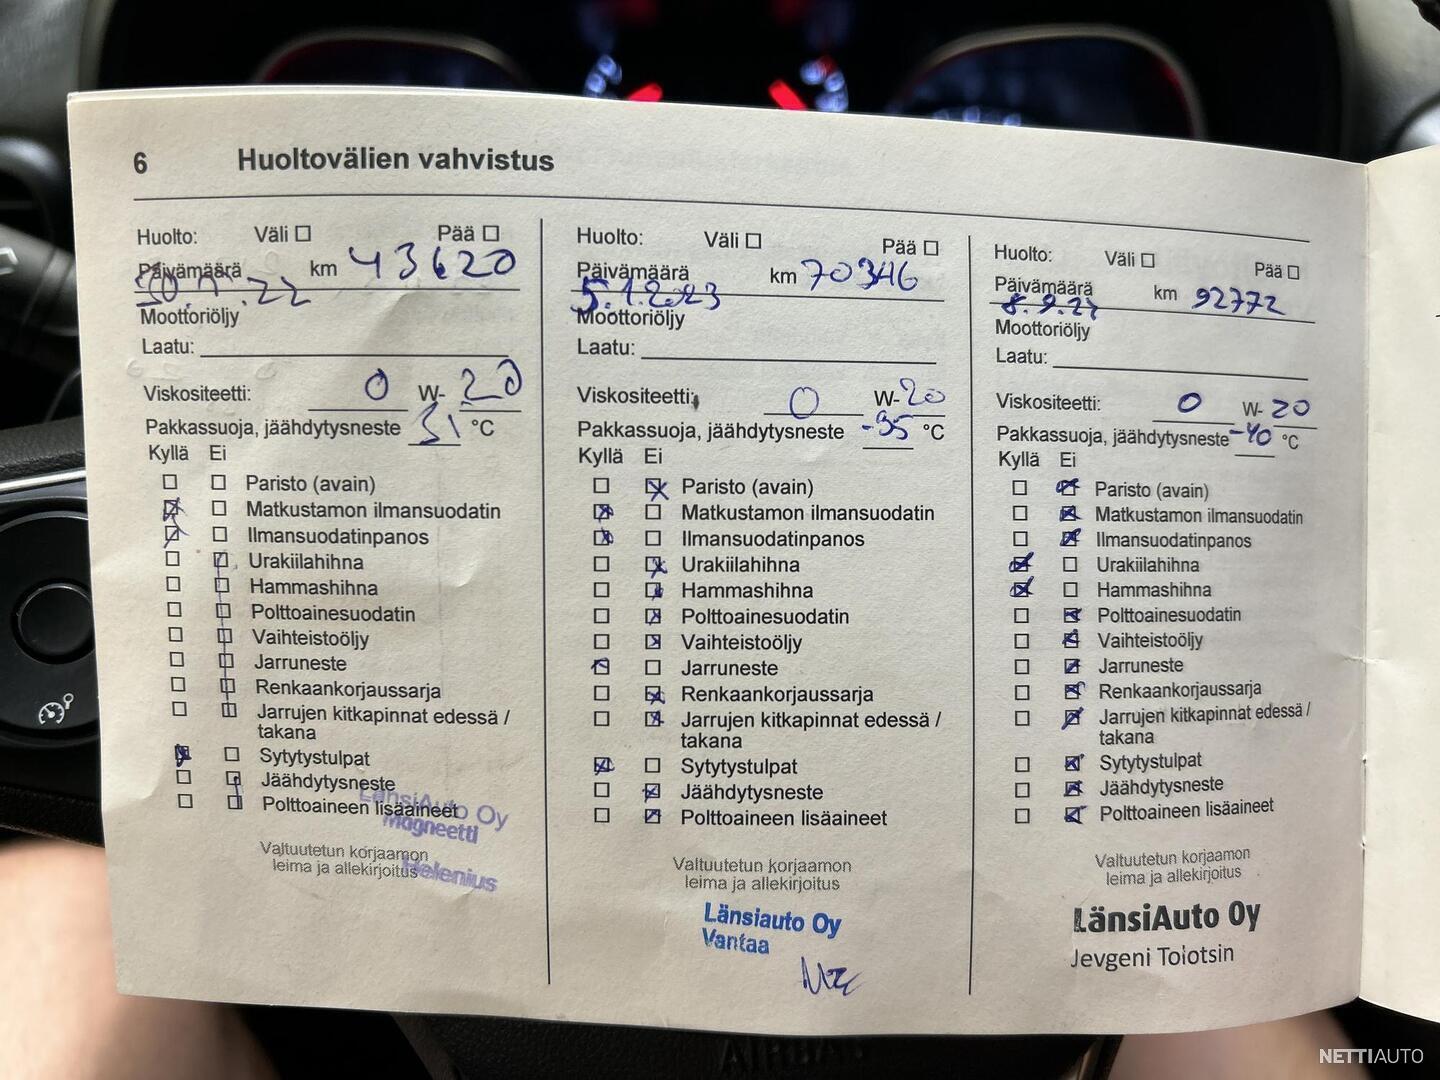 6 Huoltovälien vahvistus
Huolto: Väli Pää
Päivämäärä km 43620
.22
Moottoriöljy
Laatu:
Viskositeetti: 0 W- 20
Pakkassuoja, jäähdytysneste 31 °C
Kyllä Ei
Paristo (avain)
Matkustamon ilmansuodatin
Ilmansuodatinpanos
Urakiilahihna
Hammashihna
Polttoainesuodatin
Vaihteistoöljy
Jarruneste
Renkaankorjaussarja
Jarrujen kitkapinnat edessä /
takana
Sytytystulpat
Jäähdytysneste
Polttoaineen lisäaineet
LänsiAuto Oy
Magneetti
Valtuutetun korjaamon
leima ja allekirjoitus
Helenius
Huolto: Väli Pää
Päivämäärä km 70346
5.1.2023
Moottoriöljy
Laatu:
Viskositeetti: 0 W- 20
Pakkassuoja, jäähdytysneste -35 °C
Kyllä Ei
Paristo (avain)
Matkustamon ilmansuodatin
Ilmansuodatinpanos
Urakiilahihna
Hammashihna
Polttoainesuodatin
Vaihteistoöljy
Jarruneste
Renkaankorjaussarja
Jarrujen kitkapinnat edessä /
takana
Sytytystulpat
Jäähdytysneste
Polttoaineen lisäaineet
Valtuutetun korjaamon
leima ja allekirjoitus
Länsiauto Oy
Vantaa
Huolto: Väli Pää
Päivämäärä km 92772
Moottoriöljy
Laatu:
Viskositeetti: 0 W- 20
Pakkassuoja, jäähdytysneste -40 °C
Kyllä Ei
Paristo (avain)
Matkustamon ilmansuodatin
Ilmansuodatinpanos
Urakiilahihna
Hammashihna
Polttoainesuodatin
Vaihteistoöljy
Jarruneste
Renkaankorjaussarja
Jarrujen kitkapinnat edessä /
takana
Sytytystulpat
Jäähdytysneste
Polttoaineen lisäaineet
Valtuutetun korjaamon
leima ja allekirjoitus
LänsiAuto Oy
Jevgeni Tolotsin
AIRBAG
NETTIAUTO